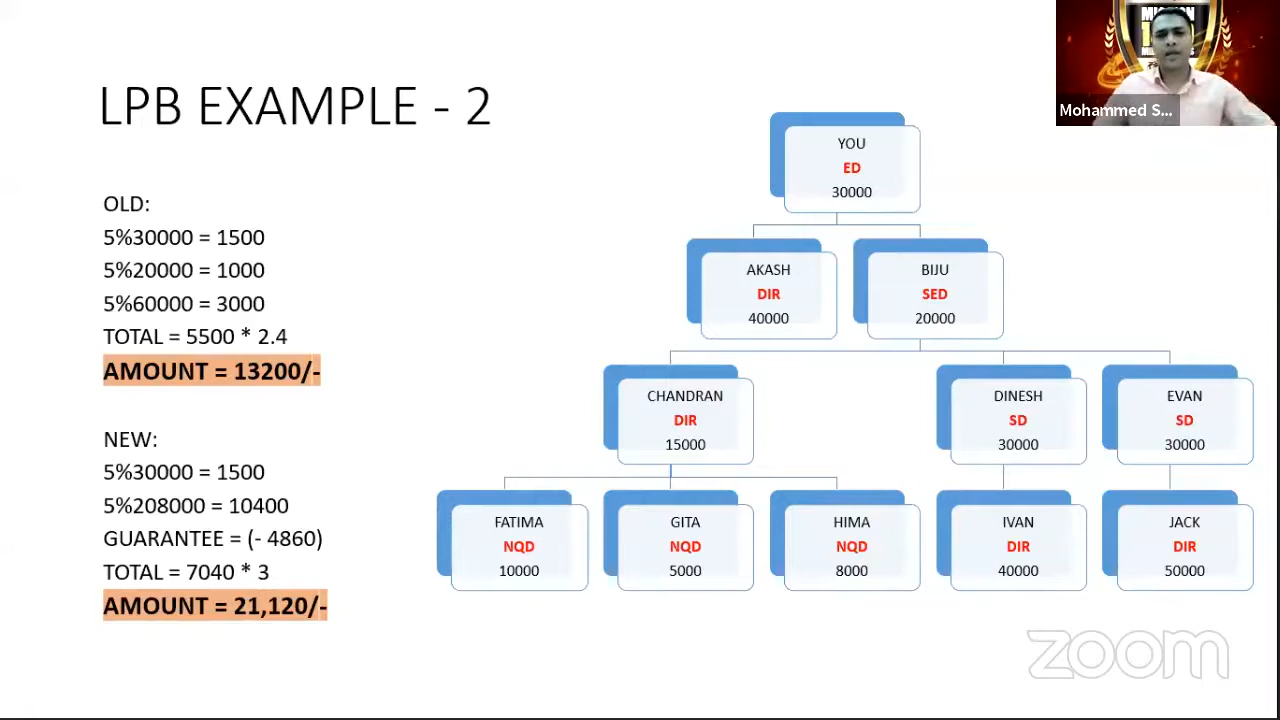 LPB EXAMPLE - 2
OLD:
5%30000 = 1500
5%20000 = 1000
5%60000 = 3000
TOTAL = 5500 * 2.4
AMOUNT = 13200/-
NEW:
5%30000 = 1500
5%208000 = 10400
GUARANTEE = (- 4860)
TOTAL = 7040 * 3
AMOUNT = 21,120/-
YOU
ED
30000
AKASH
DIR
40000
BIJU
SED
20000
CHANDRAN
DIR
15000
DINESH
SD
30000
EVAN
SD
30000
FATIMA
NQD
10000
GITA
NQD
5000
HIMA
NQD
8000
IVAN
DIR
40000
JACK
DIR
50000
Mohammed S...
zoom